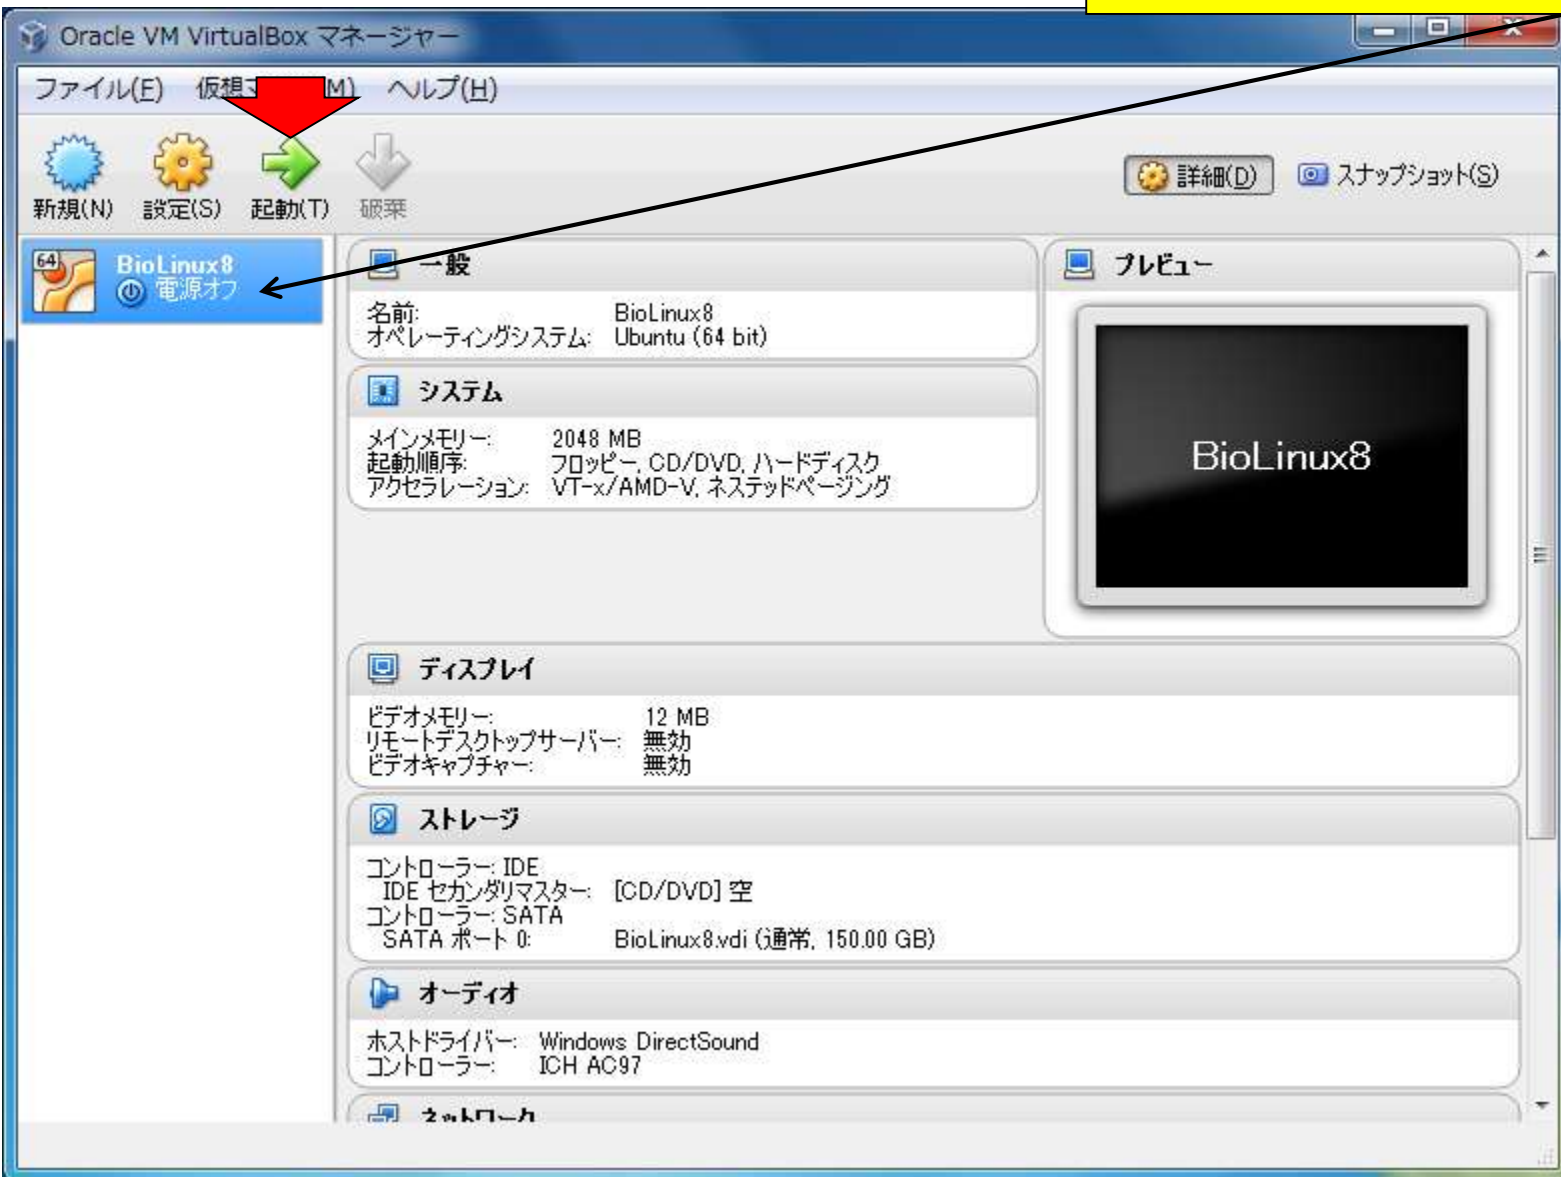 Oracle VM VirtualBox マネージャー
ファイル(F) 仮想マ M) ヘルプ(H)
新規(N) 設定(S) 起動(T) 破棄
詳細(D) スナップショット(S)
64
BioLinux8
電源オフ
一般
名前: BioLinux8
オペレーティングシステム: Ubuntu (64 bit)
システム
メインメモリー: 2048 MB
起動順序: フロッピー, CD/DVD, ハードディスク
アクセラレーション: VT-x/AMD-V, ネステッドページング
プレビュー
BioLinux8
ディスプレイ
ビデオメモリー: 12 MB
リモートデスクトップサーバー: 無効
ビデオキャプチャー: 無効
ストレージ
コントローラー: IDE
IDE セカンダリマスター: [CD/DVD] 空
コントローラー: SATA
SATA ポート 0: BioLinux8.vdi (通常, 150.00 GB)
オーディオ
ホストドライバー: Windows DirectSound
コントローラー: ICH AC97
ネットワーク